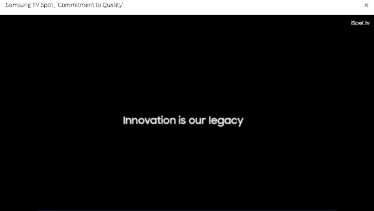 Samsung TV Spot, 'Commitment to Quality'
×
iSpot.tv
Innovation is our legacy